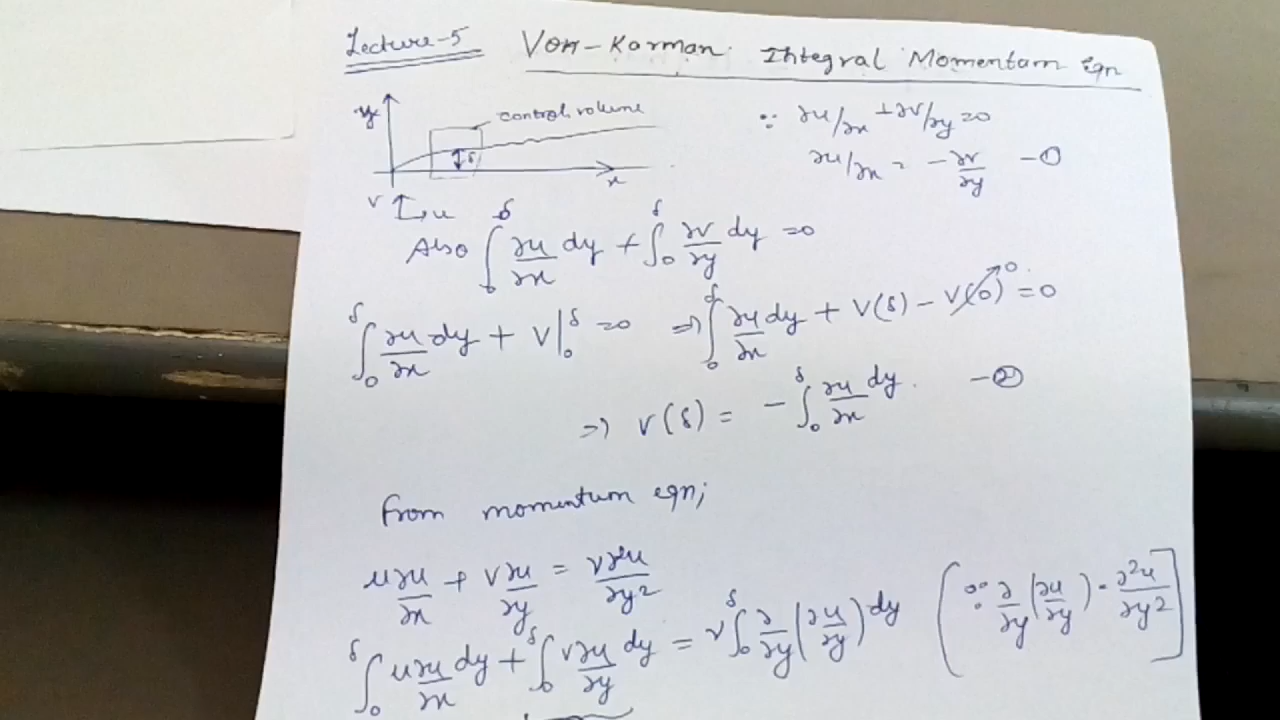 Lecture-5 Von-Karman Integral Momentum Eqn
y control volume
δ
x
v u
∵ ∂u/∂x + ∂v/∂y = 0
∂u/∂x = -∂v/∂y -①
Also ∫₀^δ ∂u/∂x dy + ∫₀^δ ∂v/∂y dy = 0
∫₀^δ ∂u/∂x dy + v|₀^δ = 0 ⇒ ∫₀^δ ∂u/∂x dy + v(δ) - v(0)↗⁰ = 0
⇒ v(δ) = -∫₀^δ ∂u/∂x dy. -②
From momentum eqn;
u∂u/∂x + v∂u/∂y = ν∂²u/∂y²
∫₀^δ u∂u/∂x dy + ∫₀^δ v∂u/∂y dy = ν∫₀^δ ∂/∂y(∂u/∂y) dy [∵ ∂/∂y(∂u/∂y) = ∂²u/∂y²]